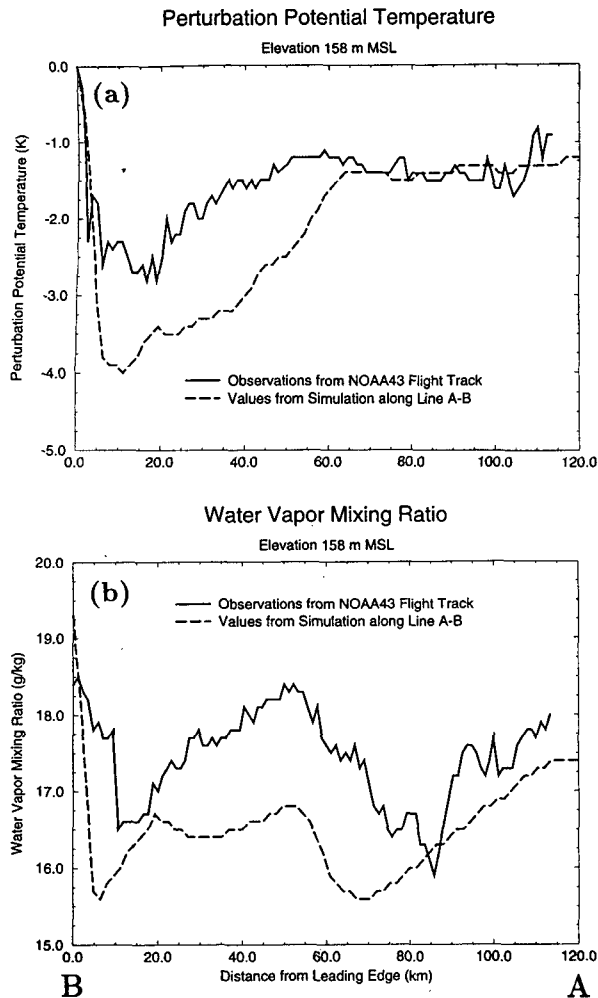 Perturbation Potential Temperature
Elevation 158 m MSL
(a)
Perturbation Potential Temperature (K)
0.0
-1.0
-2.0
-3.0
-4.0
-5.0
Observations from NOAA43 Flight Track
Values from Simulation along Line A-B
0.0 20.0 40.0 60.0 80.0 100.0 120.0
Water Vapor Mixing Ratio
Elevation 158 m MSL
(b)
Water Vapor Mixing Ratio (g/kg)
20.0
19.0
18.0
17.0
16.0
15.0
Observations from NOAA43 Flight Track
Values from Simulation along Line A-B
0.0 20.0 40.0 60.0 80.0 100.0 120.0
B Distance from Leading Edge (km) A